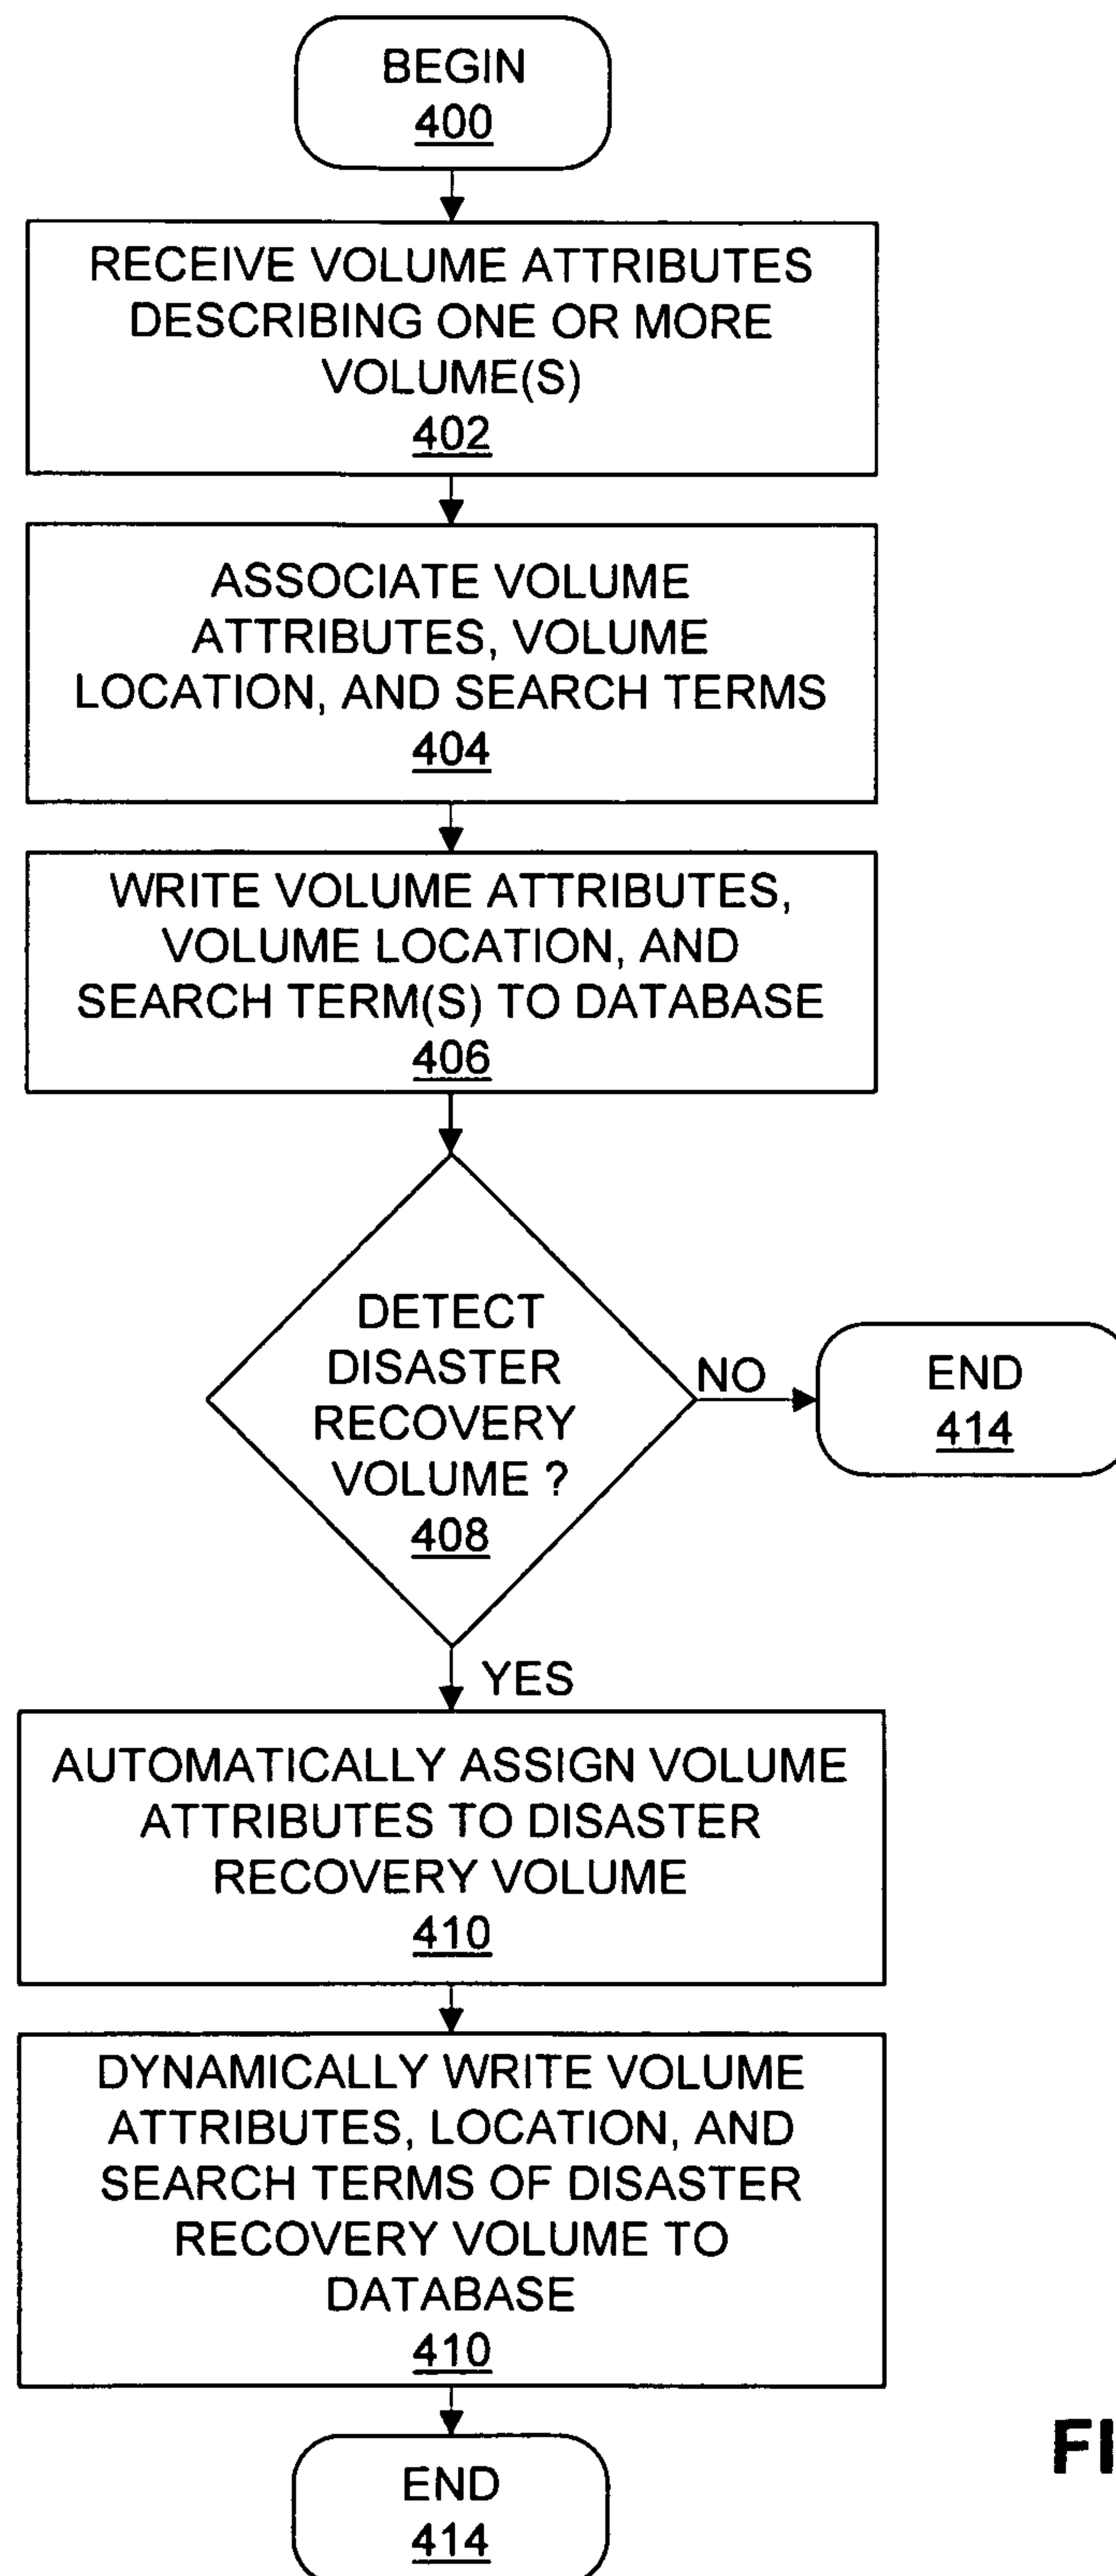 BEGIN
400
RECEIVE VOLUME ATTRIBUTES
DESCRIBING ONE OR MORE
VOLUME(S)
402
ASSOCIATE VOLUME
ATTRIBUTES, VOLUME
LOCATION, AND SEARCH TERMS
404
WRITE VOLUME ATTRIBUTES,
VOLUME LOCATION, AND
SEARCH TERM(S) TO DATABASE
406
DETECT
DISASTER
RECOVERY
VOLUME ?
408
NO
END
414
YES
AUTOMATICALLY ASSIGN VOLUME
ATTRIBUTES TO DISASTER
RECOVERY VOLUME
410
DYNAMICALLY WRITE VOLUME
ATTRIBUTES, LOCATION, AND
SEARCH TERMS OF DISASTER
RECOVERY VOLUME TO
DATABASE
410
END
414
FI